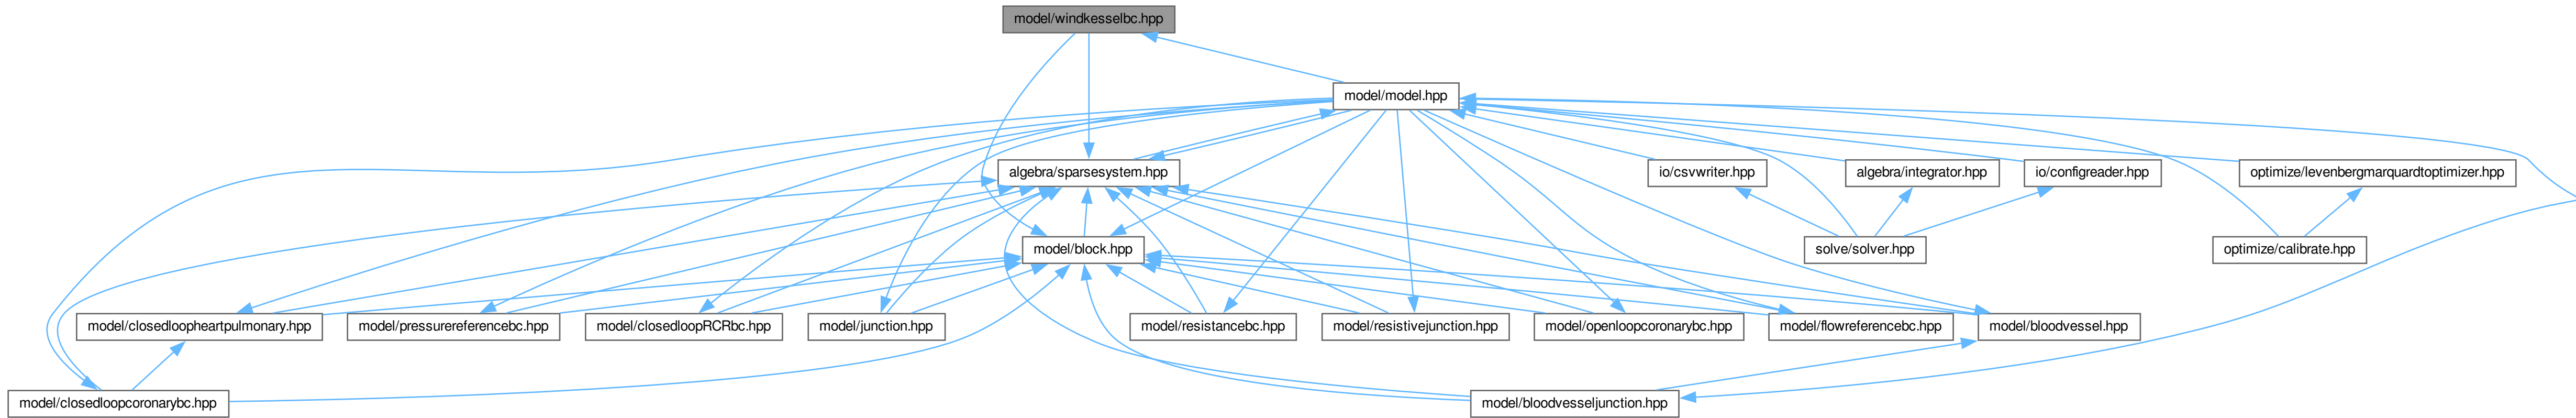 model/windkesselbc.hpp
model/model.hpp
algebra/sparsesystem.hpp
io/csvwriter.hpp
algebra/integrator.hpp
io/configreader.hpp
optimize/levenbergmarquardtoptimizer.hpp
model/block.hpp
solve/solver.hpp
optimize/calibrate.hpp
model/closedloopheartpulmonary.hpp
model/pressurereferencebc.hpp
model/closedloopRCRbc.hpp
model/junction.hpp
model/resistancebc.hpp
model/resistivejunction.hpp
model/openloopcoronarybc.hpp
model/flowreferencebc.hpp
model/bloodvessel.hpp
model/closedloopcoronarybc.hpp
model/bloodvesseljunction.hpp